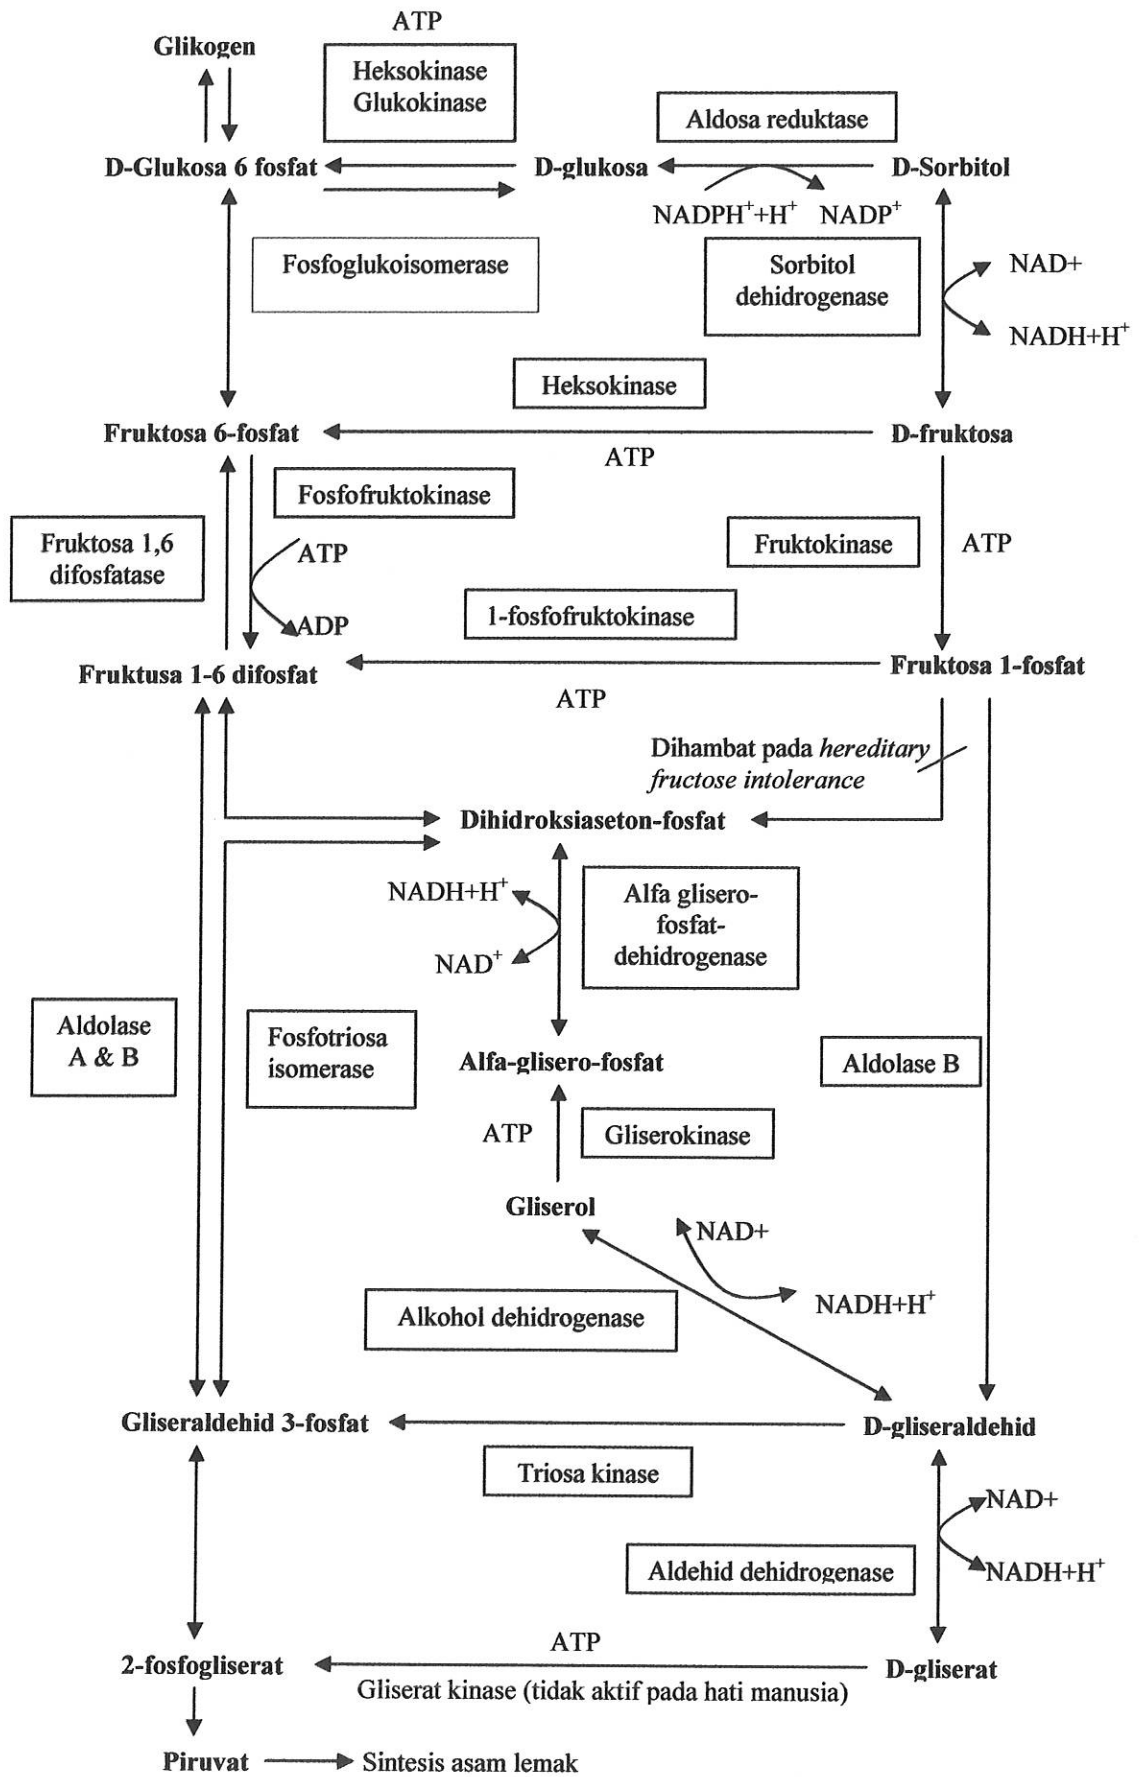 ATP
Glikogen
Heksokinase
Glukokinase
Aldosa reduktase
D-Glukosa 6 fosfat
D-glukosa
D-Sorbitol
NADPH⁺+H⁺
NADP⁺
Fosfoglukoisomerase
Sorbitol
dehidrogenase
NAD+
NADH+H⁺
Heksokinase
Fruktosa 6-fosfat
D-fruktosa
ATP
Fosfofruktokinase
Fruktosa 1,6
difosfatase
ATP
Fruktokinase
ATP
1-fosfofruktokinase
ADP
Fruktusa 1-6 difosfat
Fruktosa 1-fosfat
ATP
Dihambat pada hereditary
fructose intolerance
Dihidroksiaseton-fosfat
NADH+H⁺
NAD⁺
Alfa glisero-
fosfat-
dehidrogenase
Aldolase
A & B
Fosfotriosa
isomerase
Alfa-glisero-fosfat
Aldolase B
ATP
Gliserokinase
Gliserol
NAD+
NADH+H⁺
Alkohol dehidrogenase
Gliseraldehid 3-fosfat
D-gliseraldehid
Triosa kinase
NAD+
Aldehid dehidrogenase
NADH+H⁺
ATP
2-fosfogliserat
D-gliserat
Gliserat kinase (tidak aktif pada hati manusia)
Piruvat
Sintesis asam lemak